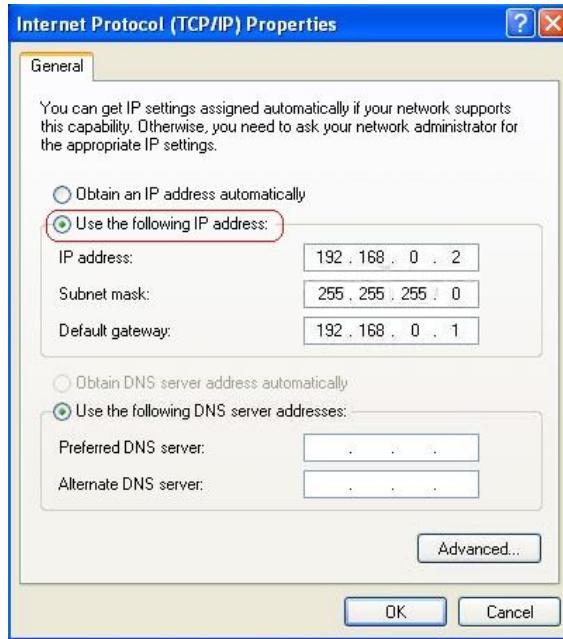 Internet Protocol (TCP/IP) Properties
General
You can get IP settings assigned automatically if your network supports
this capability. Otherwise, you need to ask your network administrator for
the appropriate IP settings.
Obtain an IP address automatically
Use the following IP address:
IP address: 192 . 168 . 0 . 2
Subnet mask: 255 . 255 . 255 . 0
Default gateway: 192 . 168 . 0 . 1
Obtain DNS server address automatically
Use the following DNS server addresses:
Preferred DNS server: . . .
Alternate DNS server: . . .
Advanced...
OK Cancel